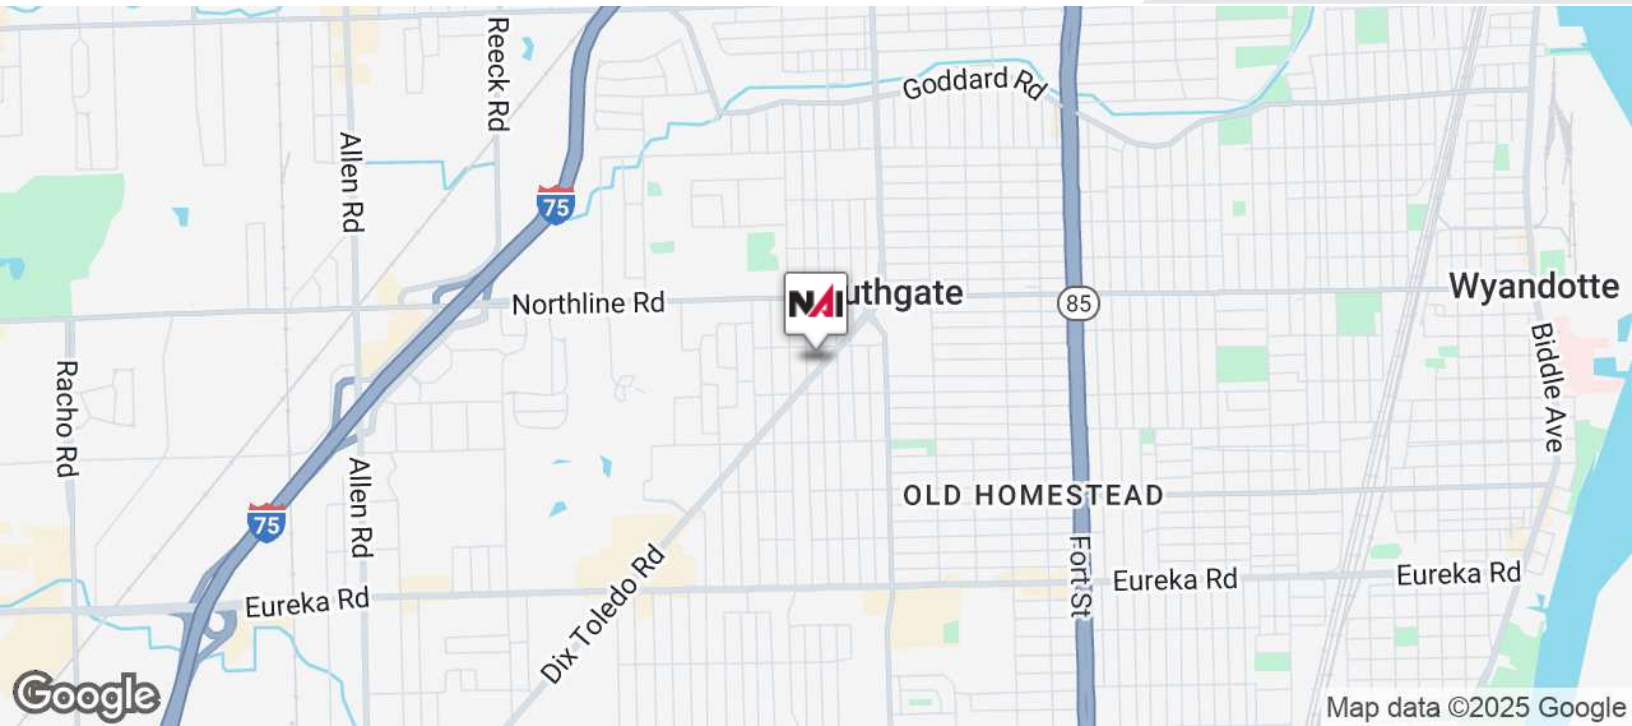 Reeck Rd
Goddard Rd
Allen Rd
75
Northline Rd
NAI
uthgate
85
Wyandotte
Racho Rd
Biddle Ave
Allen Rd
OLD HOMESTEAD
75
Fort St
Eureka Rd
Dix Toledo Rd
Eureka Rd
Eureka Rd
Google
Map data ©2025 Google